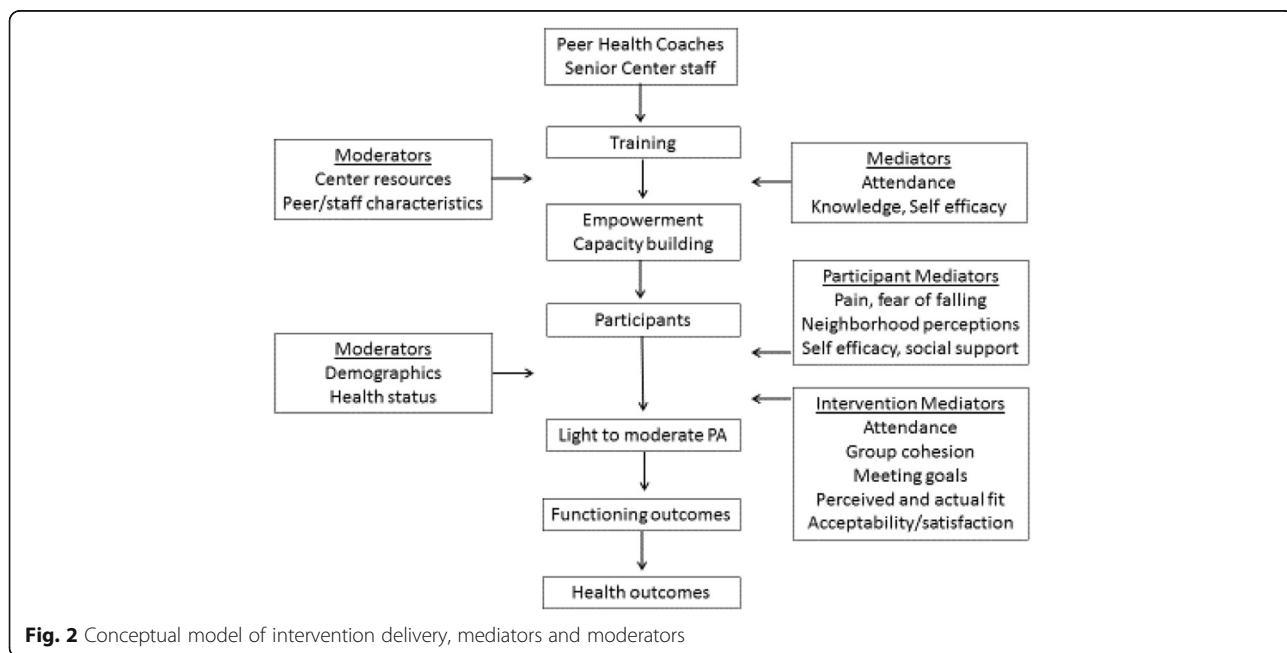 Peer Health Coaches
Senior Center staff
Training
Moderators
Center resources
Peer/staff characteristics
Mediators
Attendance
Knowledge, Self efficacy
Empowerment
Capacity building
Participant Mediators
Pain, fear of falling
Neighborhood perceptions
Self efficacy, social support
Participants
Moderators
Demographics
Health status
Intervention Mediators
Attendance
Group cohesion
Meeting goals
Perceived and actual fit
Acceptability/satisfaction
Light to moderate PA
Functioning outcomes
Health outcomes
Fig. 2 Conceptual model of intervention delivery, mediators and moderators